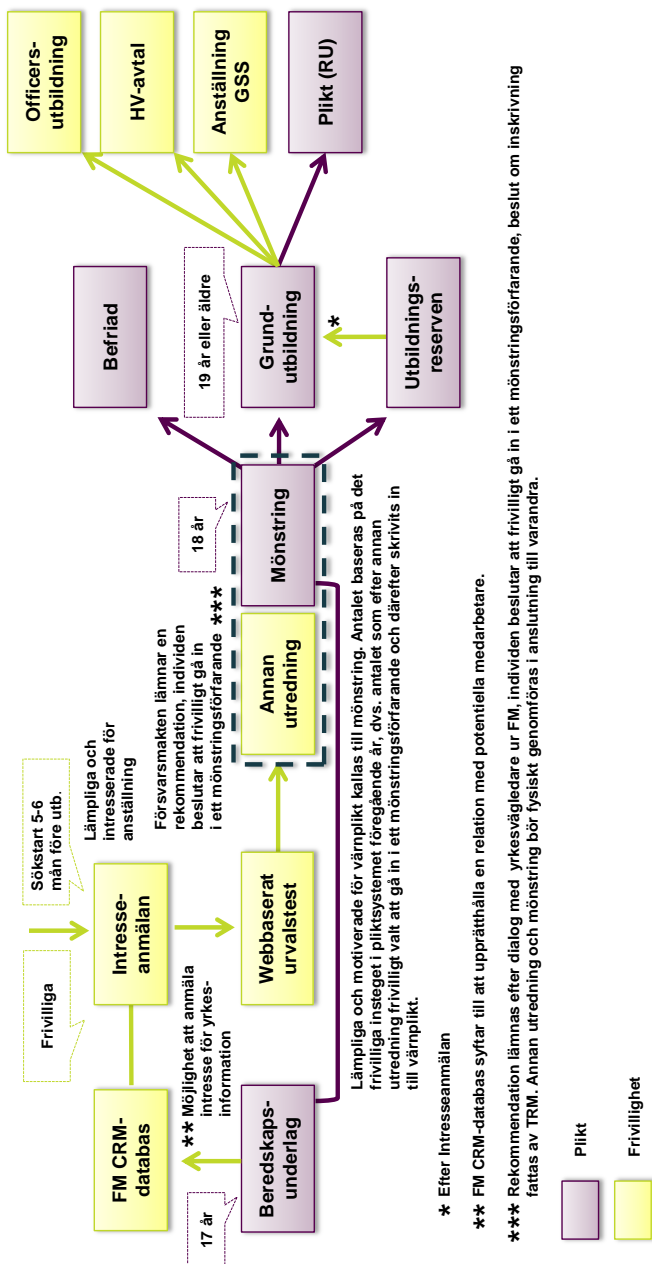 Sökstart 5-6
mån före utb.
Frivilliga
Lämpliga och
intresserade för
anställning
Försvarsmakten lämnar en
rekommendation, individen
beslutar att frivilligt gå in
i ett mönstringsförfarande ***
FM CRM-
databas
Intresse-
anmälan
** Möjlighet att anmäla
intresse för yrkes-
information
17 år
Beredskaps-
underlag
Webbaserat
urvalstest
Annan
utredning
Mönstring
18 år
Befriad
19 år eller äldre
Grund-
utbildning
*
Utbildnings-
reserven
Officers-
utbildning
HV-avtal
Anställning
GSS
Plikt (RU)
Lämpliga och motiverade för värnplikt kallas till mönstring. Antalet baseras på det
frivilliga insteget i pliktsystemet föregående år, dvs. antalet som efter annan
utredning frivilligt valt att gå in i ett mönstringsförfarande och därefter skrivits in
till värnplikt.
* Efter Intresseanmälan
** FM CRM-databas syftar till att upprätthålla en relation med potentiella medarbetare.
*** Rekommendation lämnas efter dialog med yrkesvägledare ur FM, individen beslutar att frivilligt gå in i ett mönstringsförfarande, beslut om inskrivning
fattas av TRM. Annan utredning och mönstring bör fysiskt genomföras i anslutning till varandra.
Plikt
Frivillighet